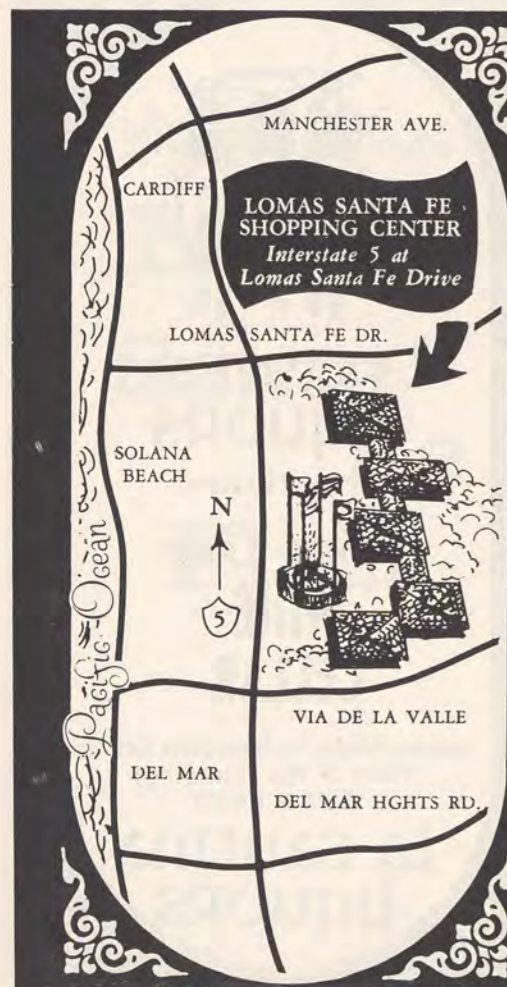 MANCHESTER AVE.
CARDIFF
LOMAS SANTA FE
SHOPPING CENTER
Interstate 5 at
Lomas Santa Fe Drive
LOMAS SANTA FE DR.
SOLANA
BEACH
N
5
Pacific Ocean
VIA DE LA VALLE
DEL MAR
DEL MAR HGHTS RD.